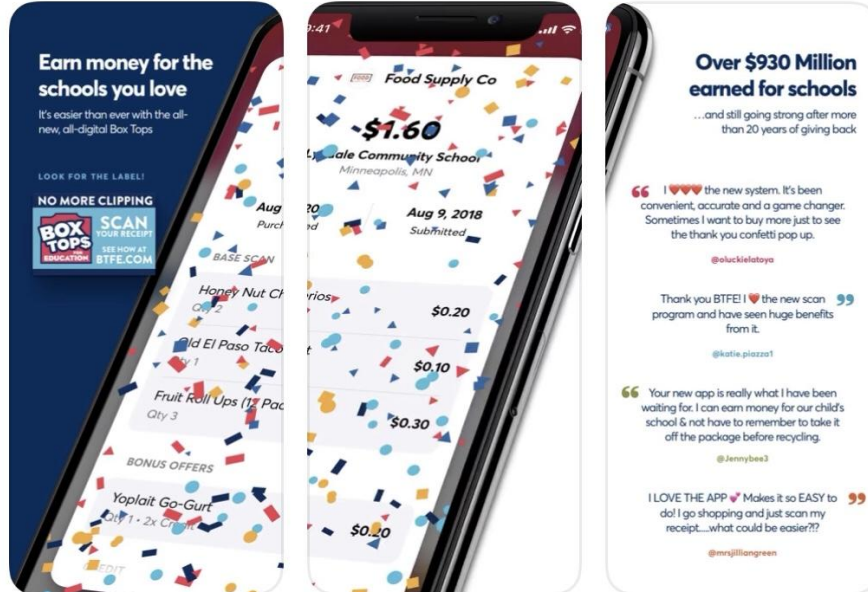 Earn money for the
schools you love
It's easier than ever with the all-
new, all-digital Box Tops
LOOK FOR THE LABEL!
NO MORE CLIPPING
BOX
TOPS
FOR
EDUCATION
SCAN
YOUR RECEIPT
SEE HOW AT
BTFE.COM
9:41
Food Supply Co
$1.60
Community School
Minneapolis, MN
Aug 20
Aug 9, 2018
Submitted
BASE SCAN
Honey Nut Cheerios
Qty 2
$0.20
Old El Paso Taco
Qty 1
$0.10
Fruit Roll Ups (12 Pac
Qty 3
$0.30
BONUS OFFERS
Yoplait Go-Gurt
Qty 1 • 2x Credit
$0.20
CREDIT
Over $930 Million
earned for schools
...and still going strong after more
than 20 years of giving back
“ I ❤️❤️❤️ the new system. It's been
convenient, accurate and a game changer.
Sometimes I want to buy more just to see
the thank you confetti pop up.
@oluckielatoya
Thank you BTFE! I ❤️ the new scan ”
program and have seen huge benefits
from it.
@katie.piazza1
“ Your new app is really what I have been
waiting for. I can earn money for our child's
school & not have to remember to take it
off the package before recycling.
@Jennybee3
I LOVE THE APP 💕 Makes it so EASY to ”
do! I go shopping and just scan my
receipt....what could be easier?!?
@mrsjilliangreen